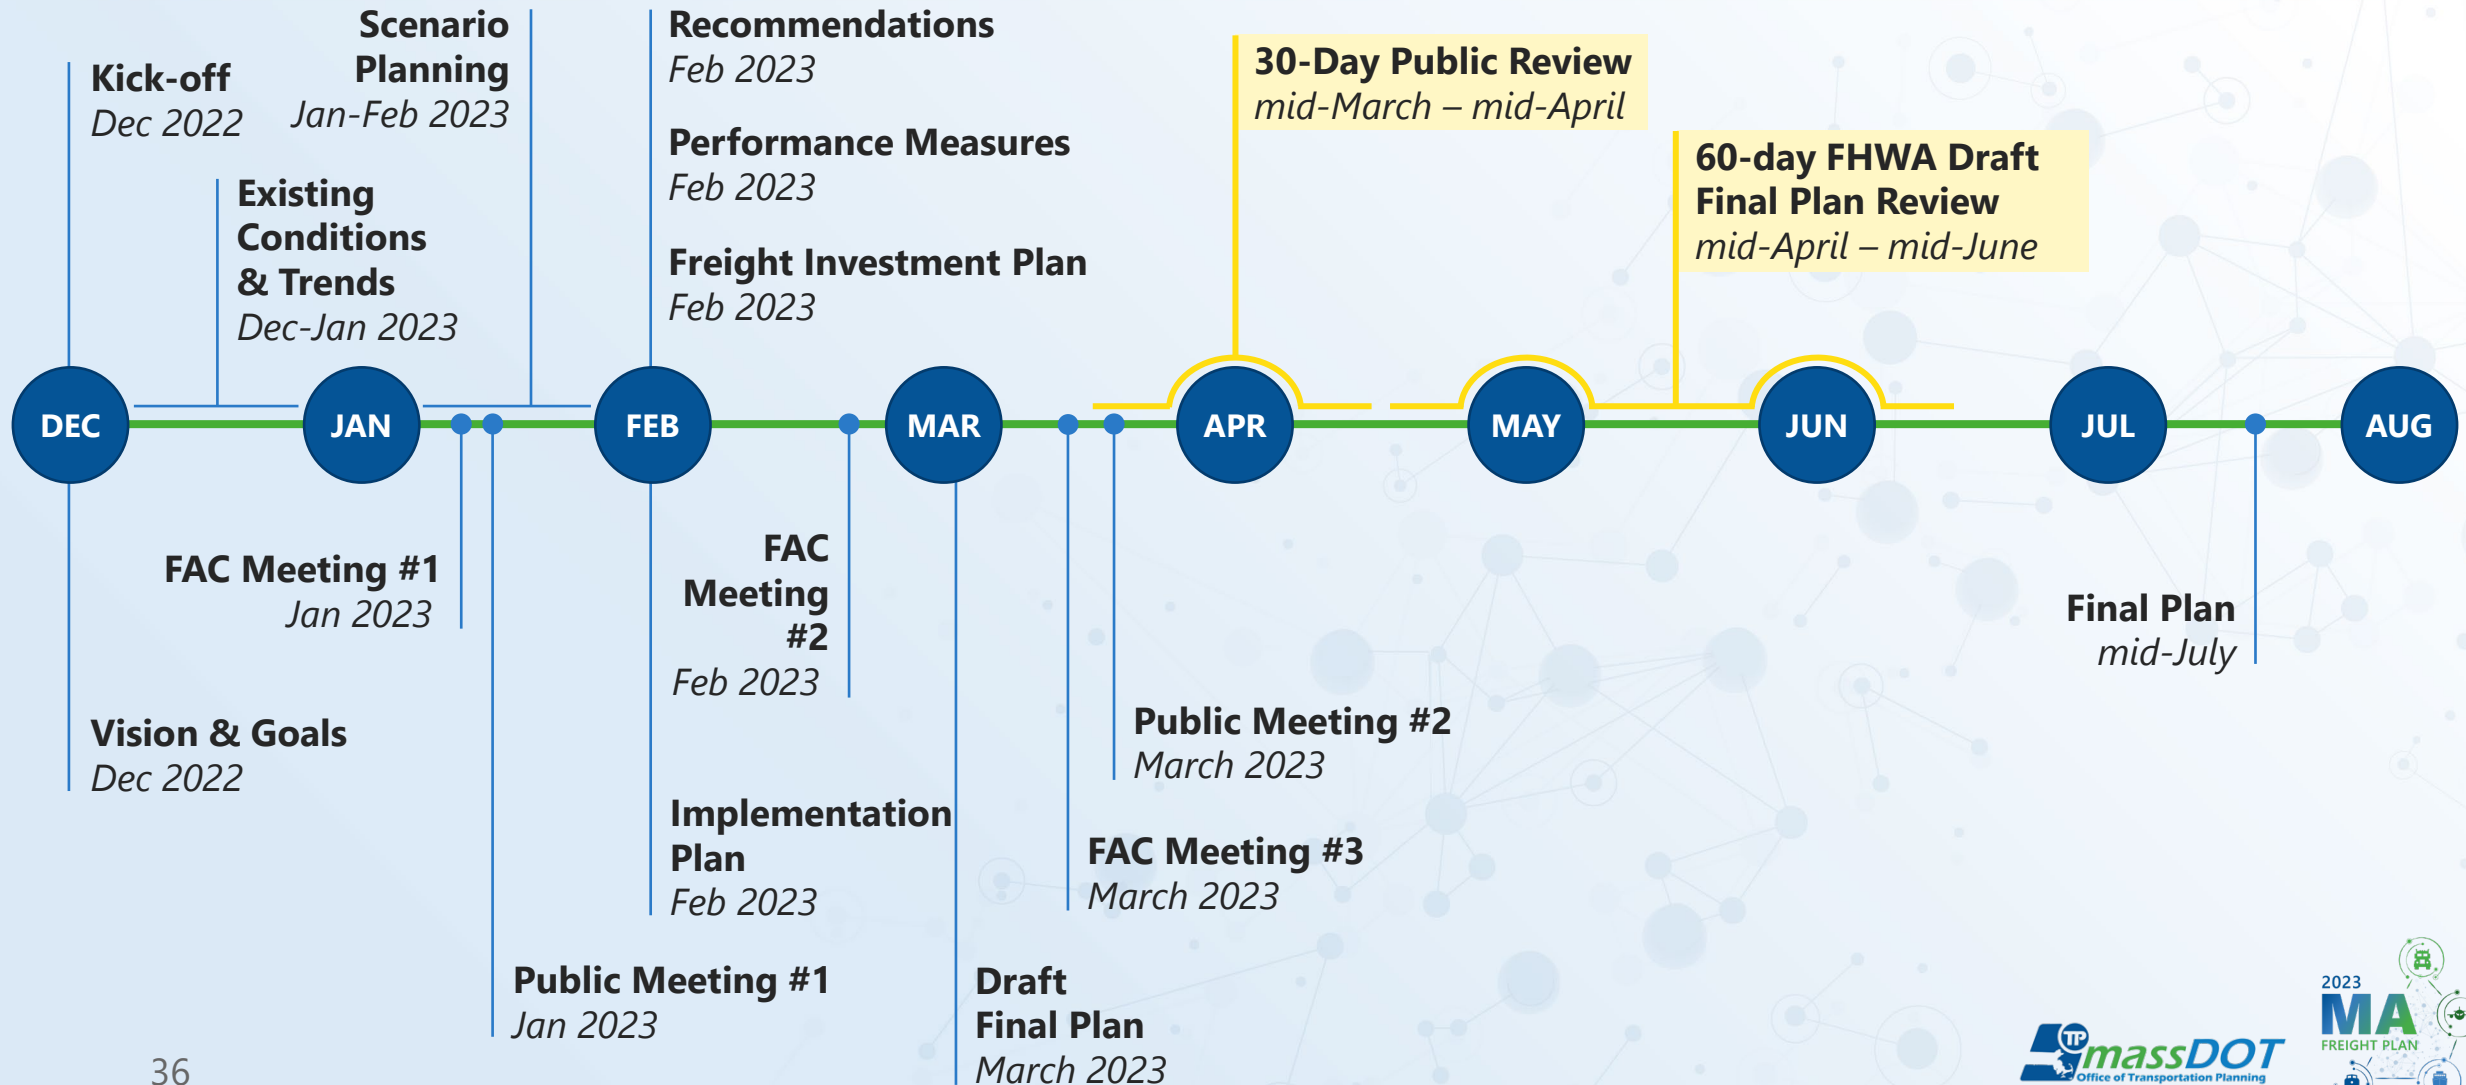 Scenario
Planning
Jan-Feb 2023
Recommendations
Feb 2023
Kick-off
Dec 2022
30-Day Public Review
mid-March – mid-April
Performance Measures
Feb 2023
60-day FHWA Draft
Final Plan Review
mid-April – mid-June
Existing
Conditions
& Trends
Dec-Jan 2023
Freight Investment Plan
Feb 2023
DEC
JAN
FEB
MAR
APR
MAY
JUN
JUL
AUG
FAC Meeting #1
Jan 2023
FAC
Meeting
#2
Feb 2023
Final Plan
mid-July
Vision & Goals
Dec 2022
Public Meeting #2
March 2023
Implementation
Plan
Feb 2023
FAC Meeting #3
March 2023
Public Meeting #1
Jan 2023
Draft
Final Plan
March 2023
36
TP
massDOT
Office of Transportation Planning
2023
MA
FREIGHT PLAN